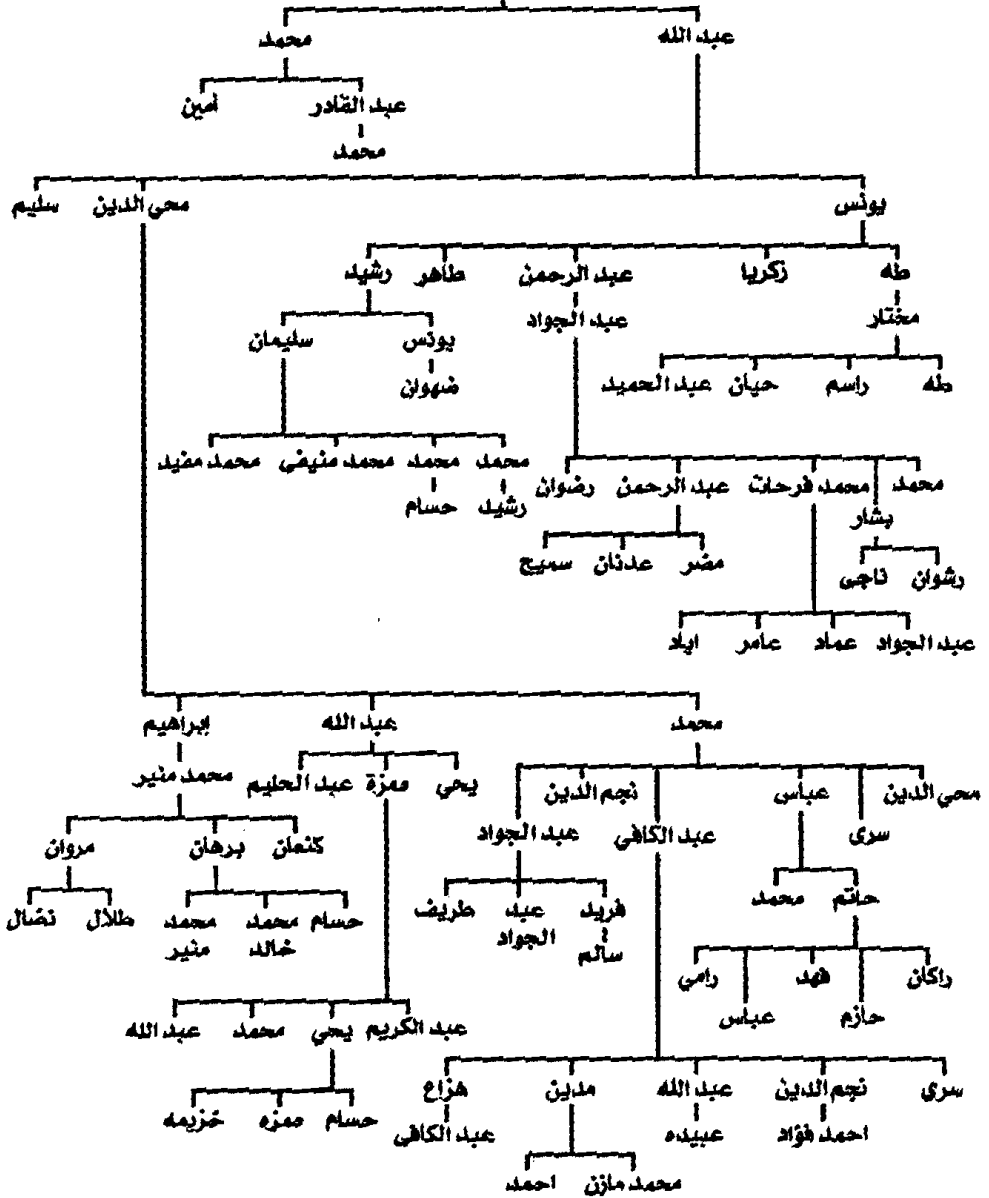 عبد الله محمد
عبد القادر أمين
محمد
يونس محي الدين سليم
طه زكريا عبد الرحمن طاهر رشيد
مختار عبد الجواد يونس سليمان
طه راسم حيان عبد الحميد ضهوان
محمد محمد محمد منيفي محمد مفيد
محمد محمد فرحات عبد الرحمن رضوان رشيد حسام
بشار
رشوان ناجي مضر عدنان سميح
عبد الجواد عماد عامر اياد
محمد عبد الله إبراهيم
محي الدين عباس نجم الدين يحي حمزة عبد الحليم محمد منير
سرى عبد الكافي عبد الجواد كنعان برهان مروان
حاتم محمد
فريد عبد طريف حسام محمد محمد طلال نضال
الجواد خالد منير
سالم
راكان فهد رامي
حازم عباس
عبد الكريم يحي محمد عبد الله
سرى نجم الدين عبد الله مدين هزاع
حسام حمزه خزيمه
احمد فؤاد عبيده عبد الكافي
محمد مازن احمد